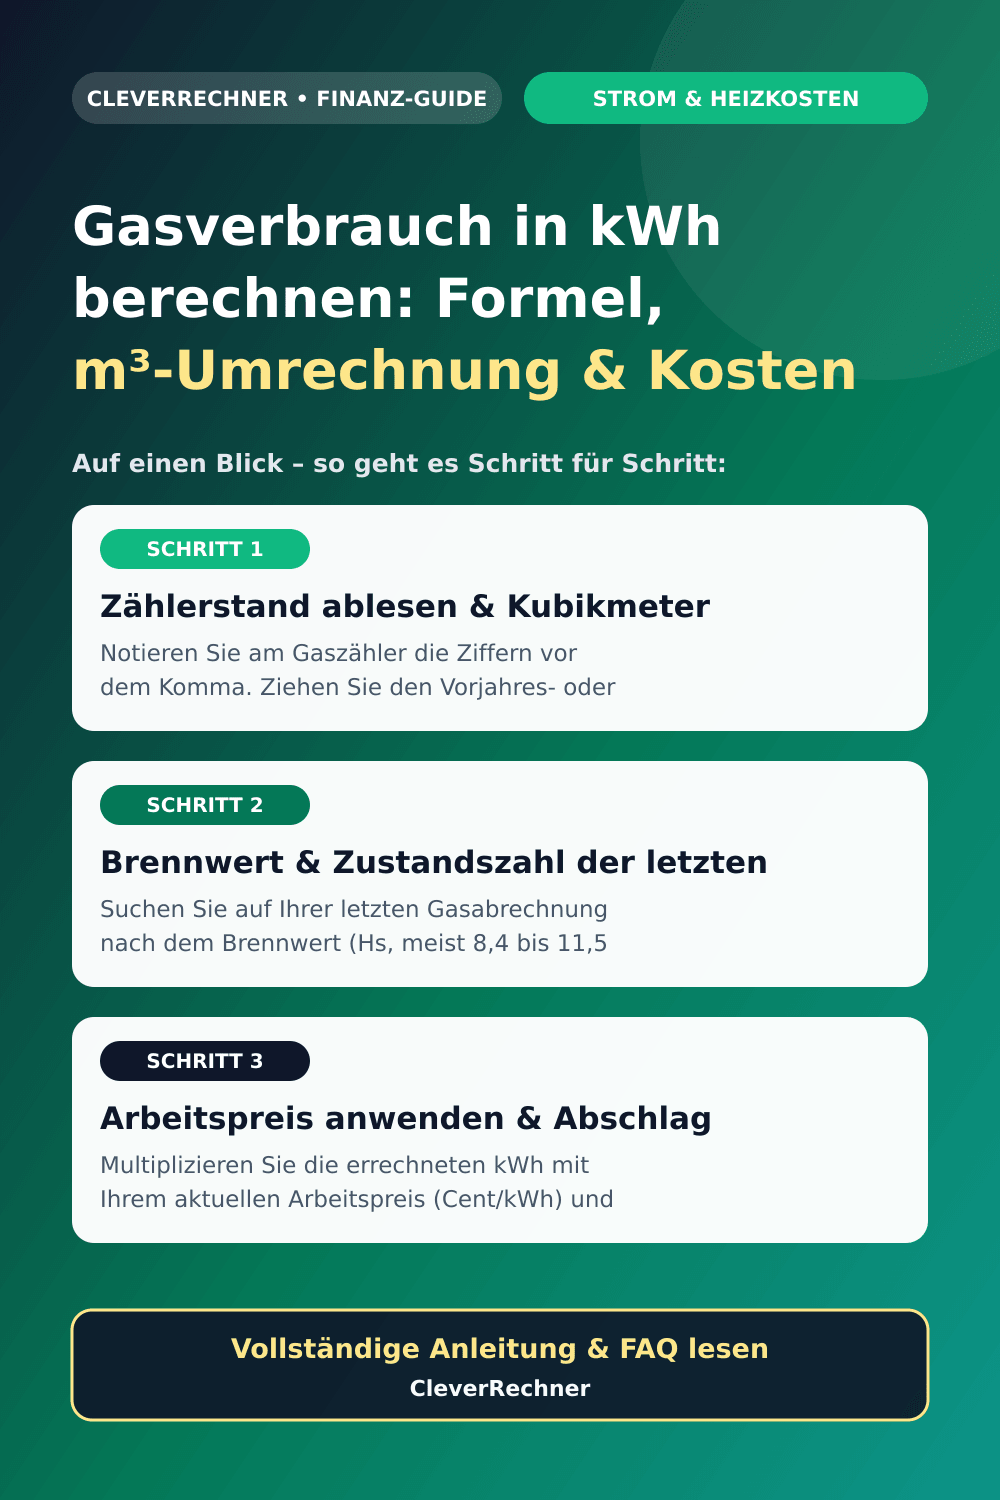 CLEVERRECHNER • FINANZ-GUIDE
STROM & HEIZKOSTEN
Gasverbrauch in kWh
berechnen: Formel,
m³-Umrechnung & Kosten
Auf einen Blick – so geht es Schritt für Schritt:
SCHRITT 1
Zählerstand ablesen & Kubikmeter
Notieren Sie am Gaszähler die Ziffern vor
dem Komma. Ziehen Sie den Vorjahres- oder
SCHRITT 2
Brennwert & Zustandszahl der letzten
Suchen Sie auf Ihrer letzten Gasabrechnung
nach dem Brennwert (Hs, meist 8,4 bis 11,5
SCHRITT 3
Arbeitspreis anwenden & Abschlag
Multiplizieren Sie die errechneten kWh mit
Ihrem aktuellen Arbeitspreis (Cent/kWh) und
Vollständige Anleitung & FAQ lesen
CleverRechner